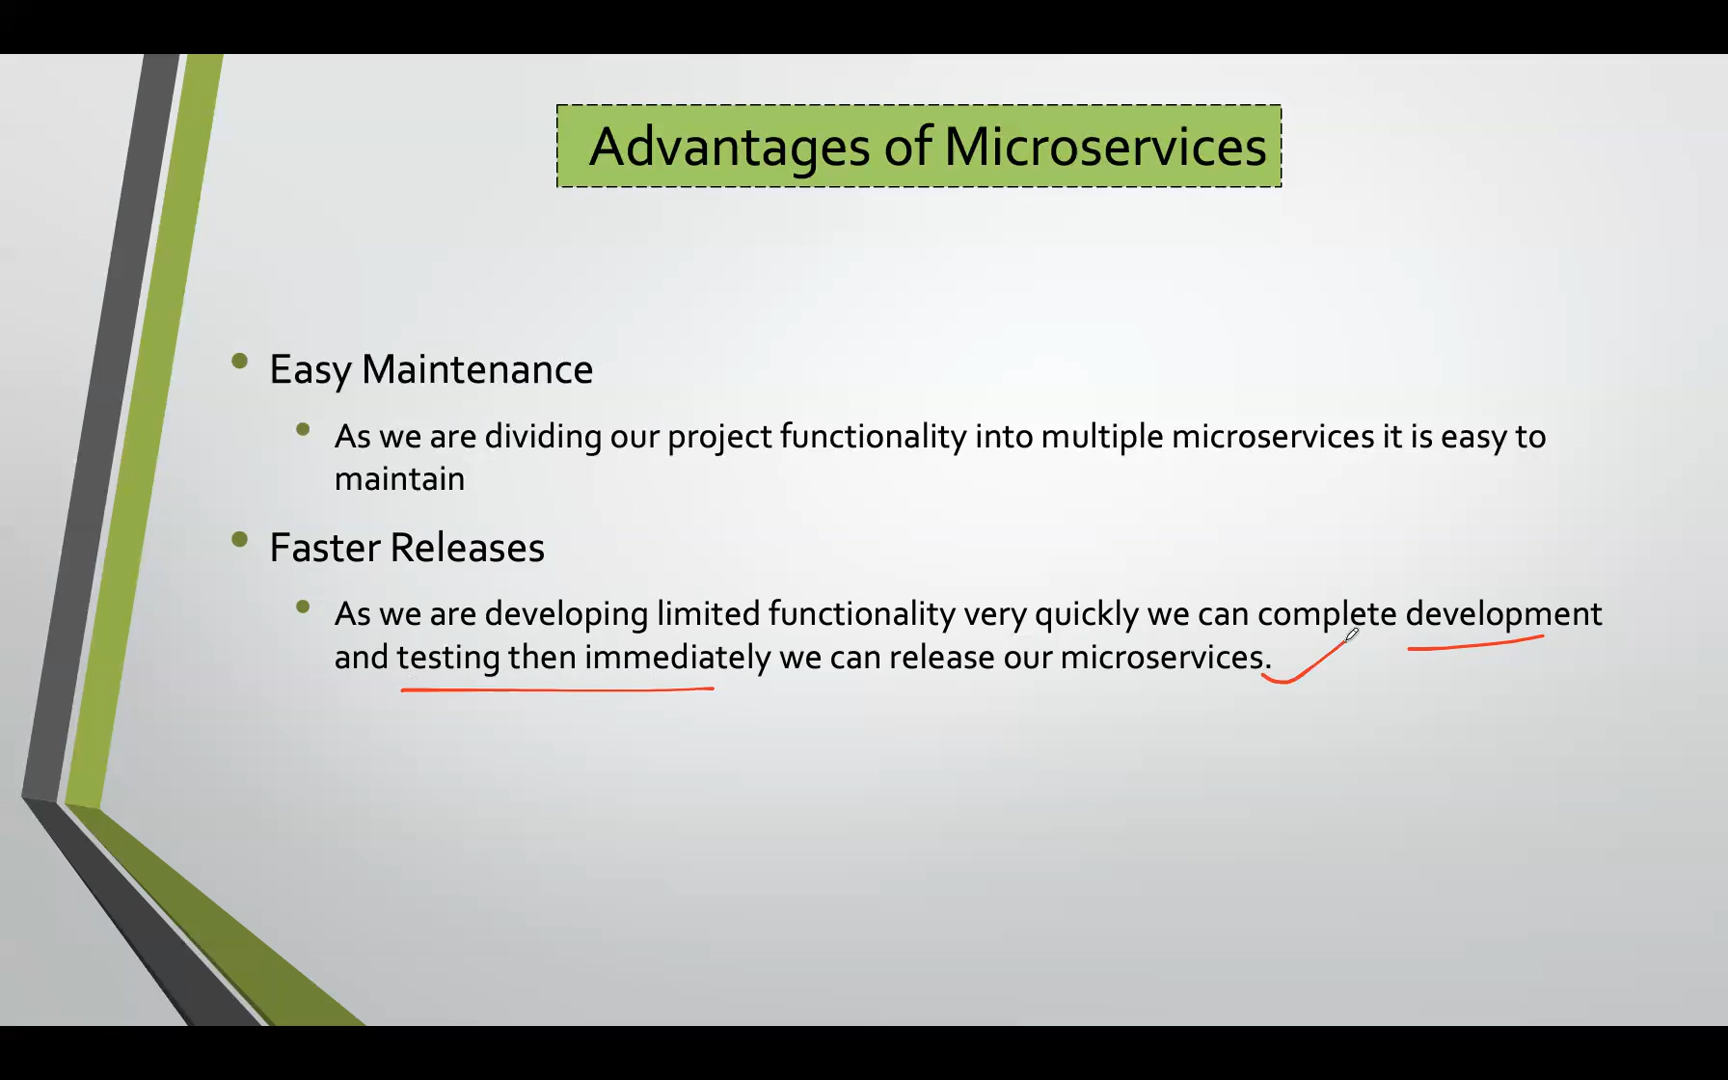 Advantages of Microservices
Easy Maintenance
As we are dividing our project functionality into multiple microservices it is easy to
maintain
Faster Releases
As we are developing limited functionality very quickly we can complete development
and testing then immediately we can release our microservices.